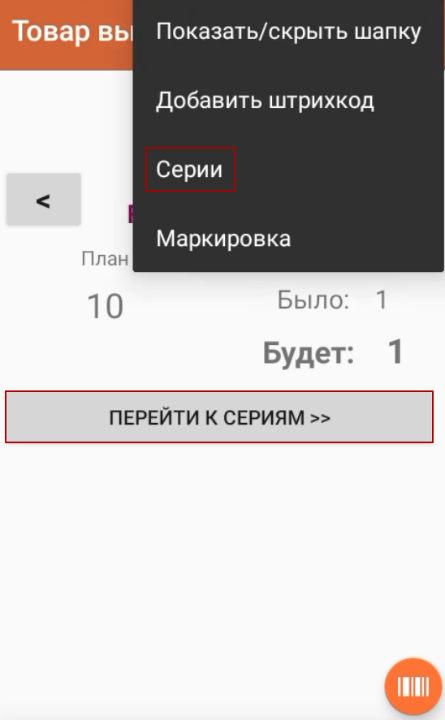 Товар вы
Показать/скрыть шапку
Добавить штрихкод
Серии
Маркировка
<
План
10
Было: 1
Будет: 1
ПЕРЕЙТИ К СЕРИЯМ >>